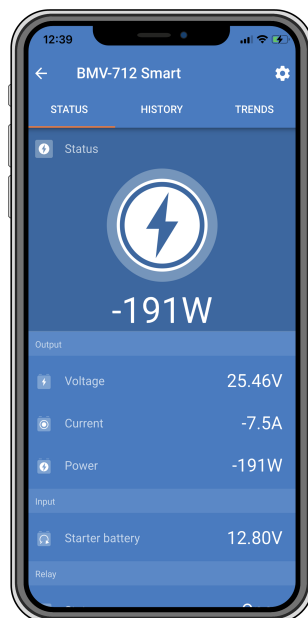 12:39
BMV-712 Smart
STATUS HISTORY TRENDS
Status
-191W
Output
Voltage 25.46V
Current -7.5A
Power -191W
Input
Starter battery 12.80V
Relay